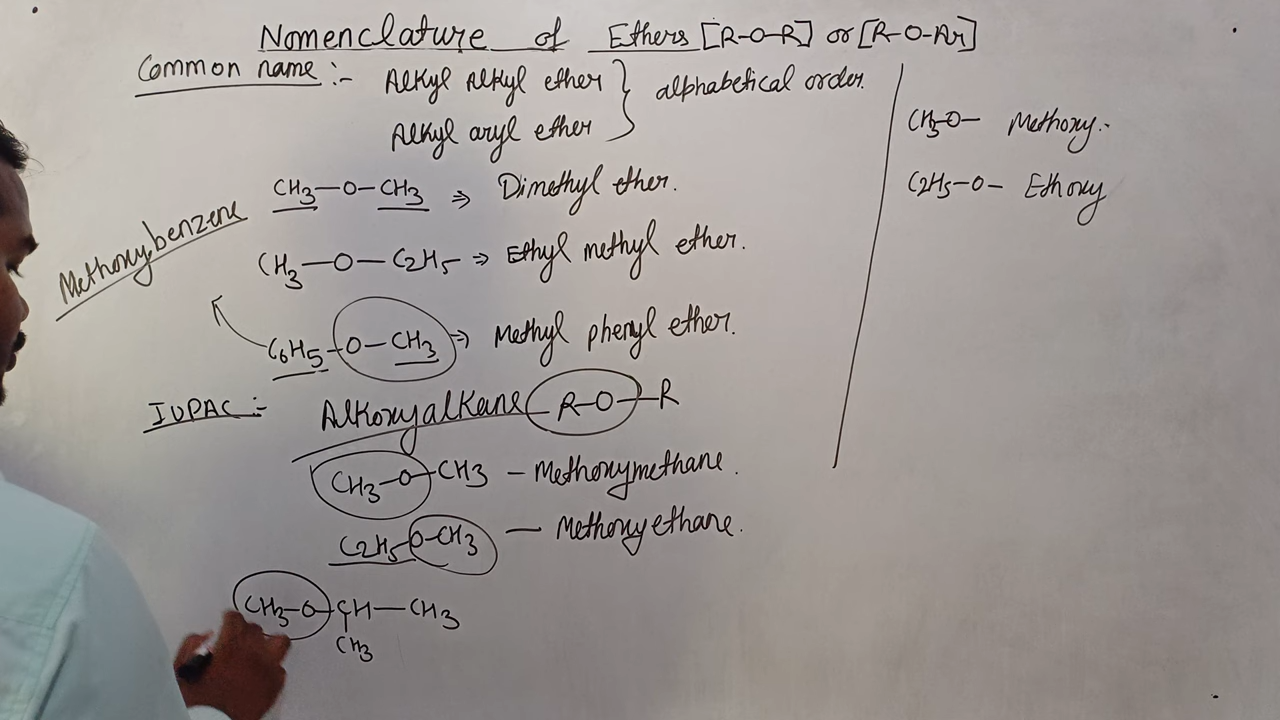 Nomenclature of Ethers [R-O-R] or [R-O-Ar]
Common name :- Alkyl Alkyl ether } alphabetical order.
Alkyl aryl ether
CH3-O-CH3 ⇒ Dimethyl ether.
CH3-O-C2H5 ⇒ Ethyl methyl ether.
C6H5-O-CH3 ⇒ Methyl phenyl ether.
Methoxybenzene
IUPAC :- Alkoxyalkane R-O-R
CH3-O-CH3 - Methoxymethane.
C2H5-O-CH3 - Methoxyethane.
CH3-O-CH-CH3
CH3
CH3-O- Methoxy.-
C2H5-O- Ethoxy